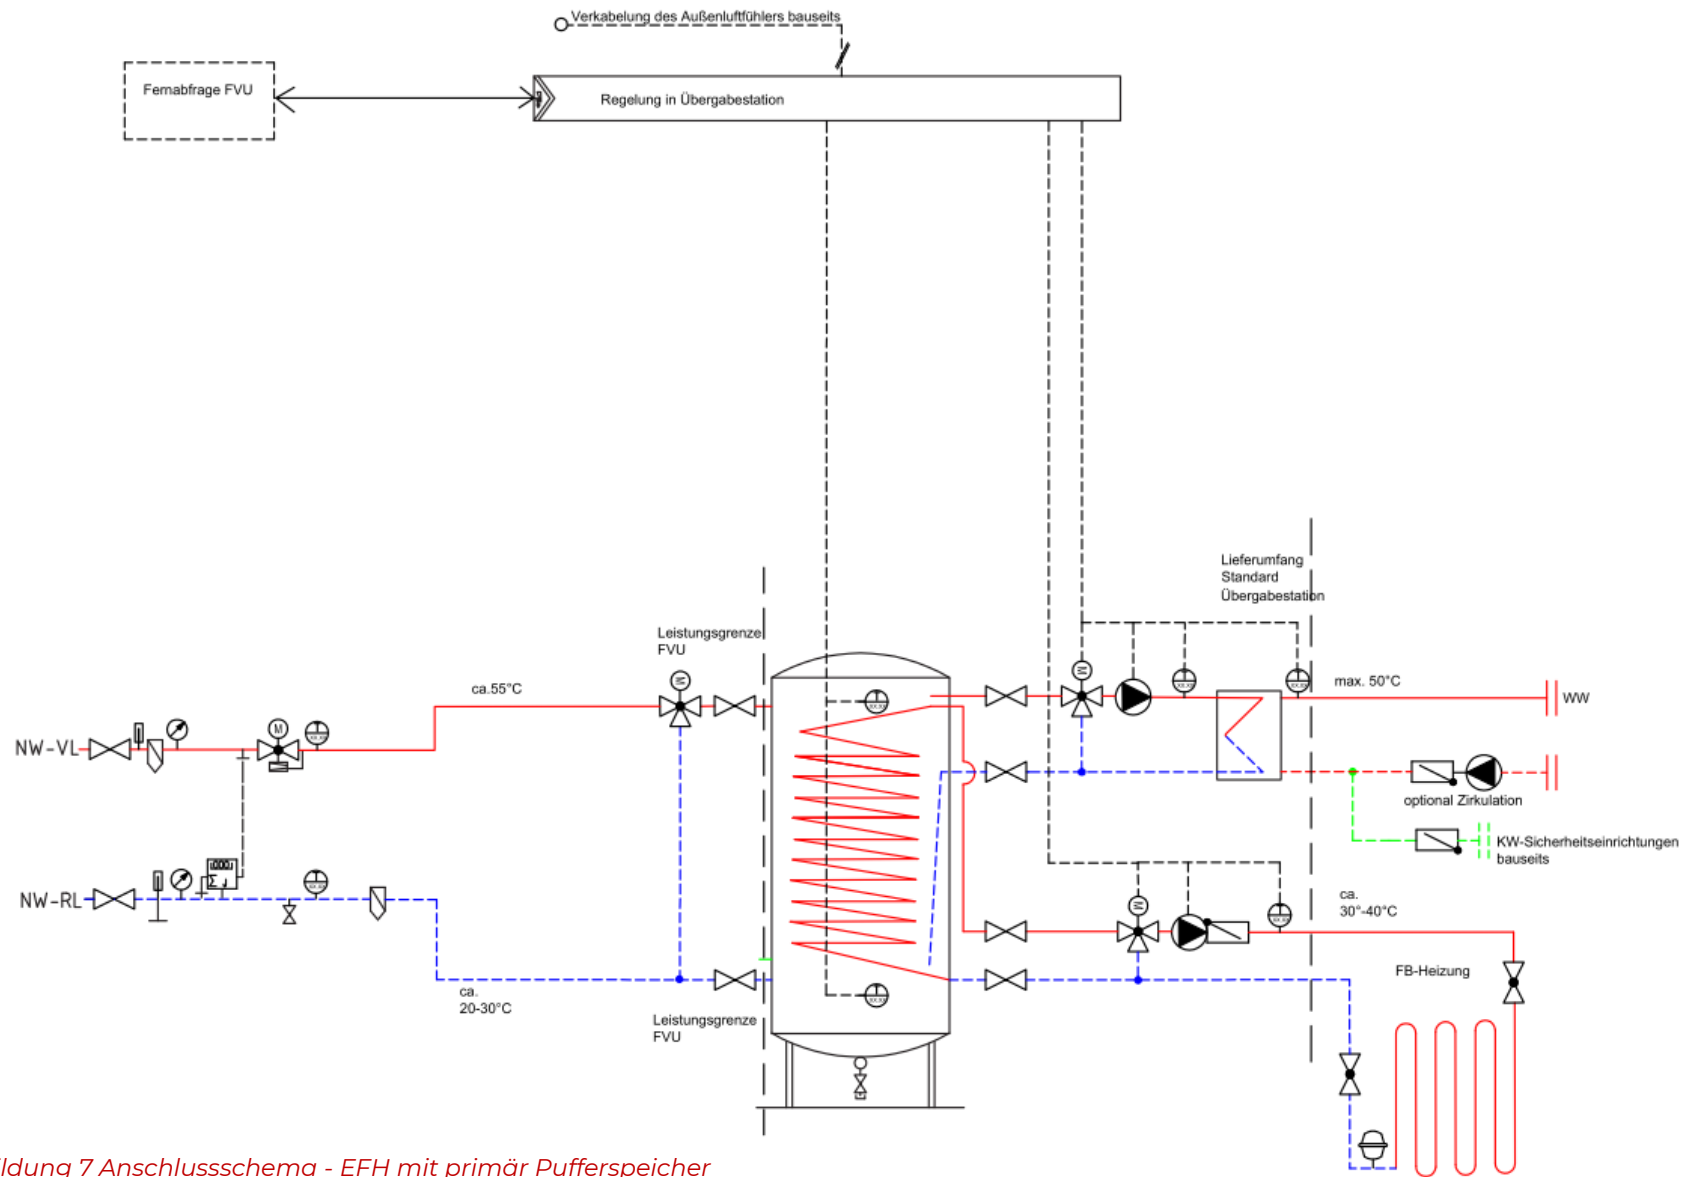 Verkabelung des Außenluftfühlers bauseits
Fernabfrage FVU
Regelung in Übergabestation
Lieferumfang
Standard
Übergabestation
Leistungsgrenze
FVU
ca.55°C
M
M
M
max. 50°C
WW
NW-VL
optional Zirkulation
KW-Sicherheitseinrichtungen
bauseits
NW-RL
M
ca.
30°-40°C
FB-Heizung
ca.
20-30°C
Leistungsgrenze
FVU
ildung 7 Anschlussschema - EFH mit primär Pufferspeicher